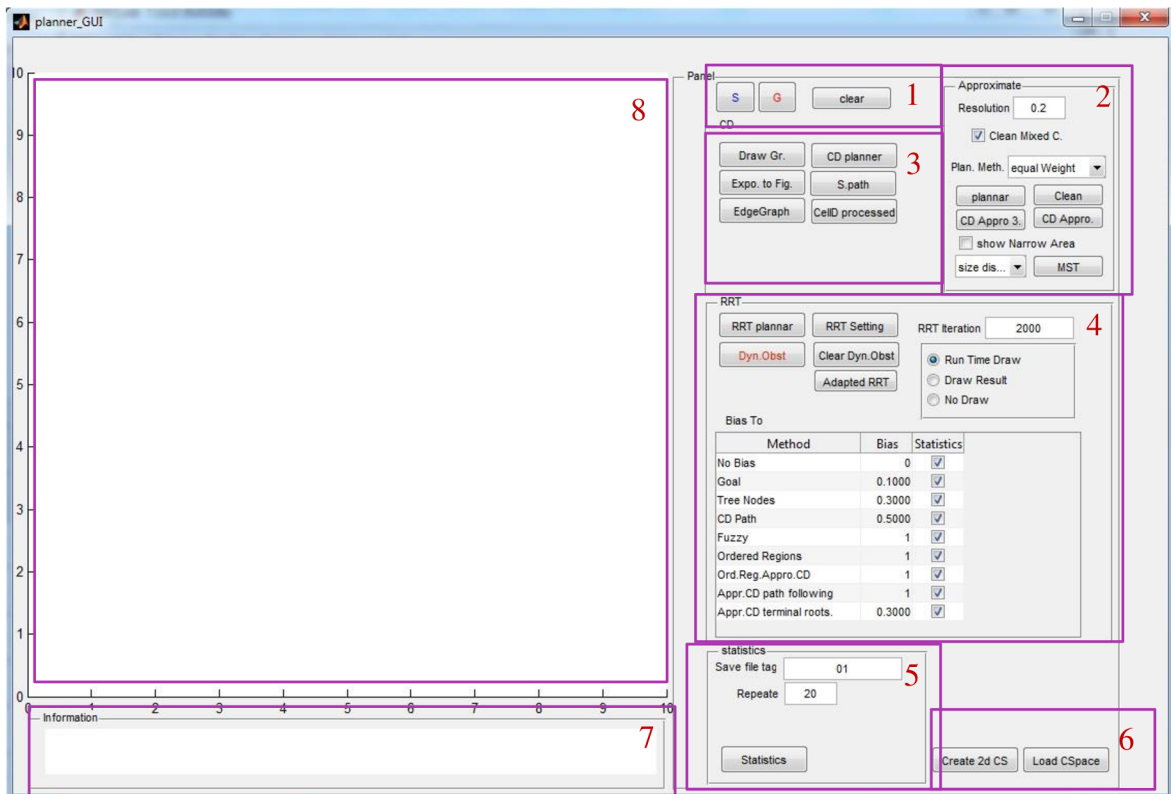 planner_GUI
10
9
8
7
6
5
4
3
2
1
0
0 1 2 3 4 5 6 7 8 9 10
8
Information
7
Panel
S G clear 1
CD
Draw Gr. CD planner 3
Expo. to Fig. S.path
EdgeGraph CellD processed
Approximate 2
Resolution 0.2
Clean Mixed C.
Plan. Meth. equal Weight
plannar Clean
CD Appro 3. CD Appro.
show Narrow Area
size dis... MST
RRT
RRT plannar RRT Setting RRT Iteration 2000 4
Dyn.Obst Clear Dyn.Obst Run Time Draw
Adapted RRT Draw Result
No Draw
Bias To
Method Bias Statistics
No Bias 0
Goal 0.1000
Tree Nodes 0.3000
CD Path 0.5000
Fuzzy 1
Ordered Regions 1
Ord.Reg.Appro.CD 1
Appr.CD path following 1
Appr.CD terminal roots. 0.3000
statistics
Save file tag 01 5
Repeate 20
Statistics
6
Create 2d CS Load CSpace